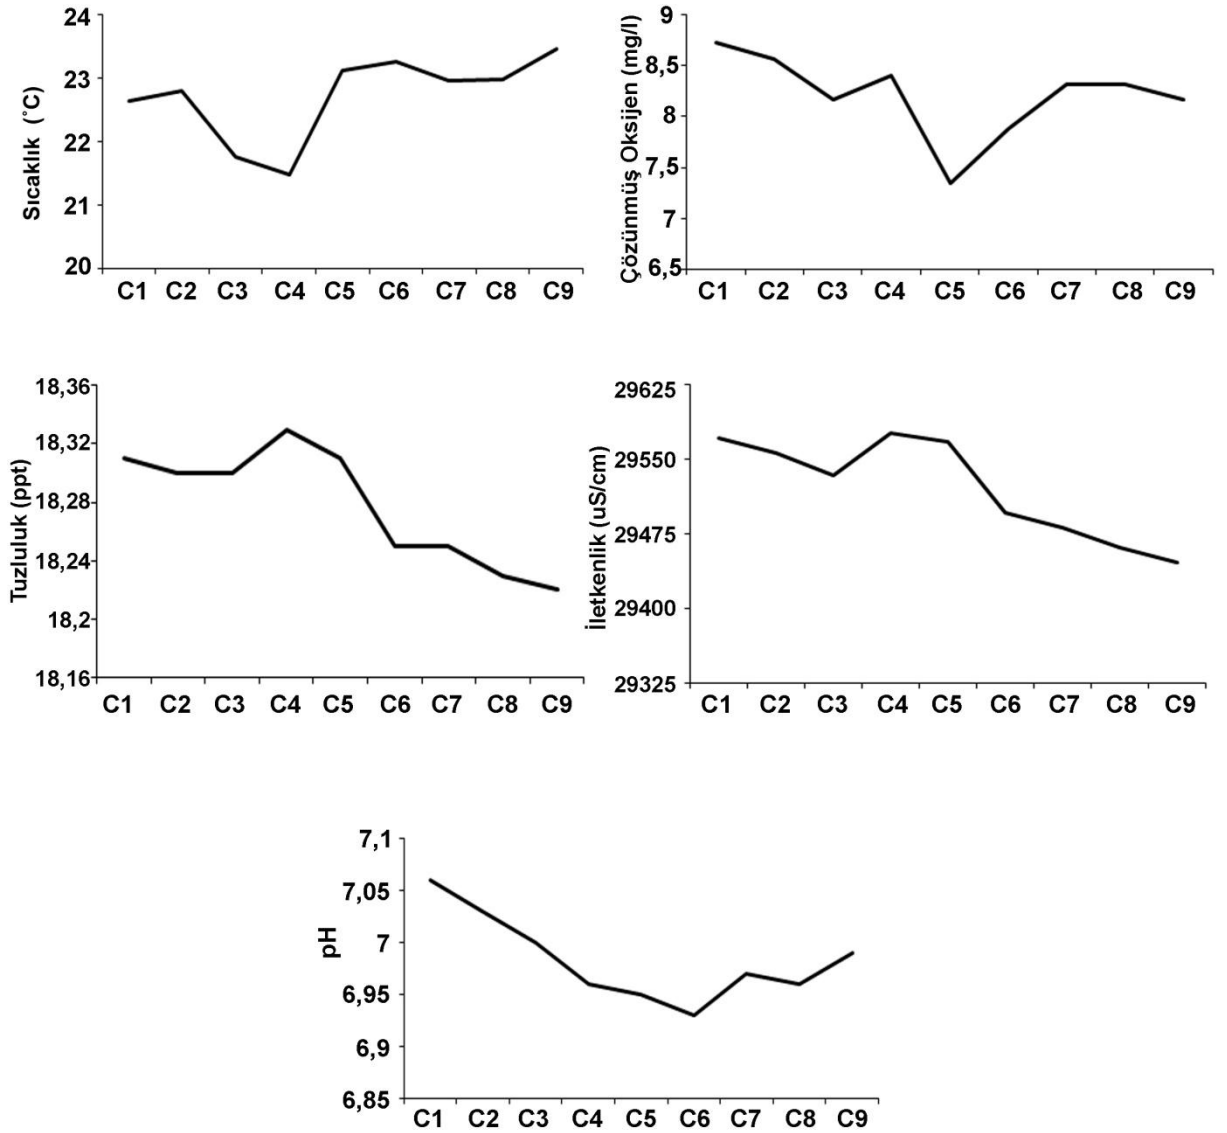 Sıcaklık (˚C)
24
23
22
21
20
C1 C2 C3 C4 C5 C6 C7 C8 C9
Çözünmüş Oksijen (mg/l)
9
8,5
8
7,5
7
6,5
C1 C2 C3 C4 C5 C6 C7 C8 C9
Tuzluluk (ppt)
18,36
18,32
18,28
18,24
18,2
18,16
C1 C2 C3 C4 C5 C6 C7 C8 C9
İletkenlik (uS/cm)
29625
29550
29475
29400
29325
C1 C2 C3 C4 C5 C6 C7 C8 C9
pH
7,1
7,05
7
6,95
6,9
6,85
C1 C2 C3 C4 C5 C6 C7 C8 C9